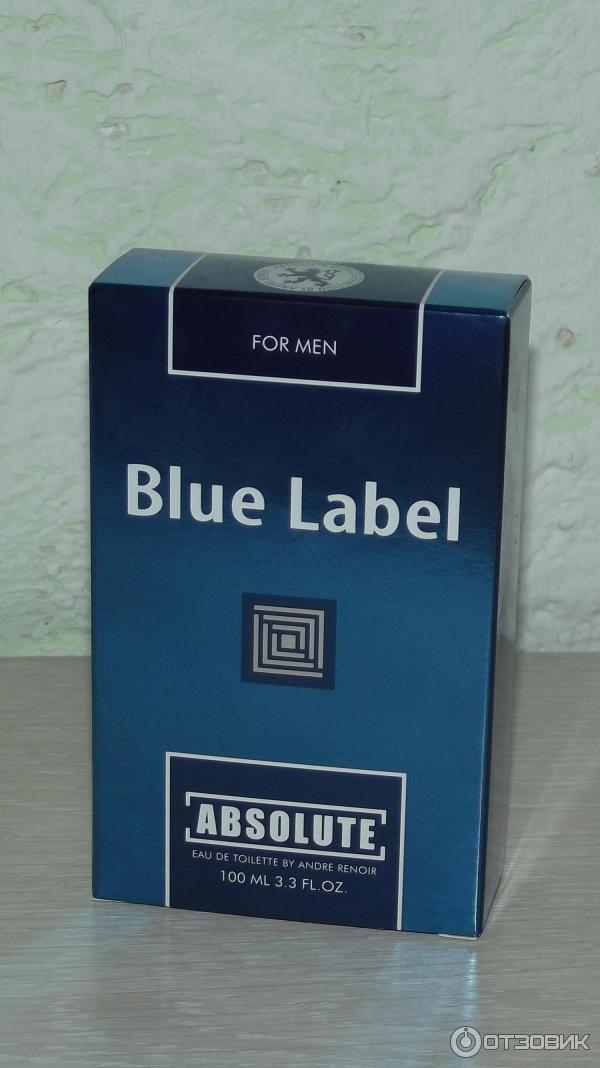 FOR MEN
Blue Label
ABSOLUTE
EAU DE TOILETTE BY ANDRE RENOIR
100 ML 3.3 FL.OZ.
ОТЗОВИК